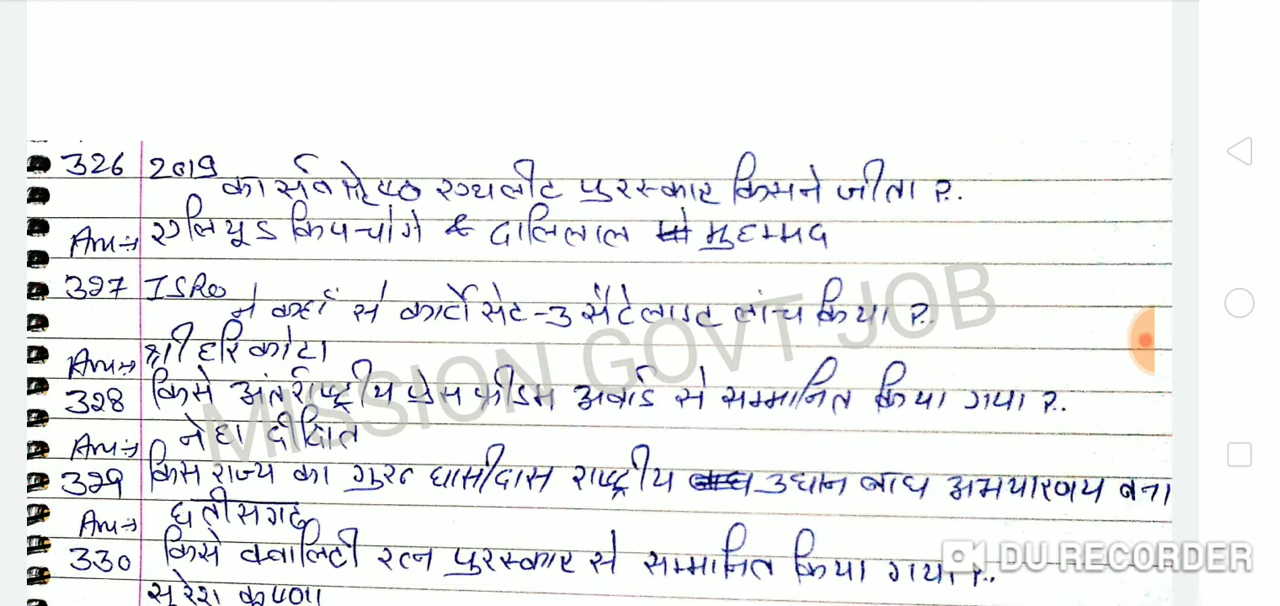 326 2019
का सर्वश्रेष्ठ एथलीट पुरस्कार किसने जीता ?.
Ans:→ एलियूड किपचोगे & दालिलाल मुहम्मद
327 ISRO
ने कहाँ से कार्टोसेट-3 सैटेलाइट लांच किया ?.
Ans:→ श्रीहरिकोटा
328 किसे अंतर्राष्ट्रीय प्रेस फ्रीडम अवार्ड से सम्मानित किया गया ?.
Ans:→ नेहा दीक्षित
329 किस राज्य का गुरु घासीदास राष्ट्रीय उधान बाघ अभयारणय बना
Ans:→ छतीसगढ़
330 किसे क्वालिटी रत्न पुरस्कार से सम्मानित किया गया ?.
सुरेश कृष्णा
MISSION GOVT JOB
DU RECORDER